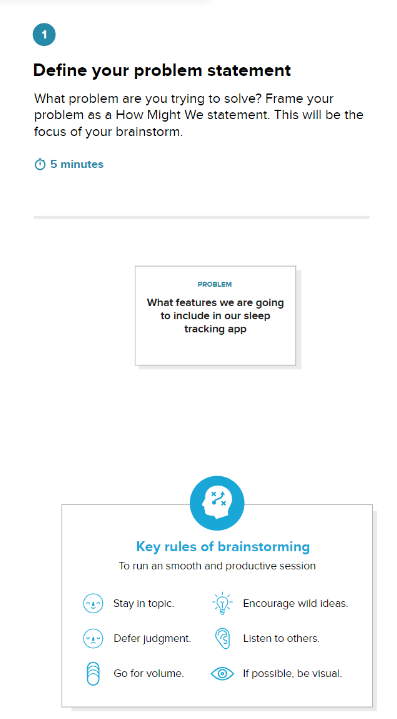 1
Define your problem statement
What problem are you trying to solve? Frame your
problem as a How Might We statement. This will be the
focus of your brainstorm.
5 minutes
PROBLEM
What features we are going
to include in our sleep
tracking app
Key rules of brainstorming
To run an smooth and productive session
Stay in topic.
Encourage wild ideas.
Defer judgment.
Listen to others.
Go for volume.
If possible, be visual.